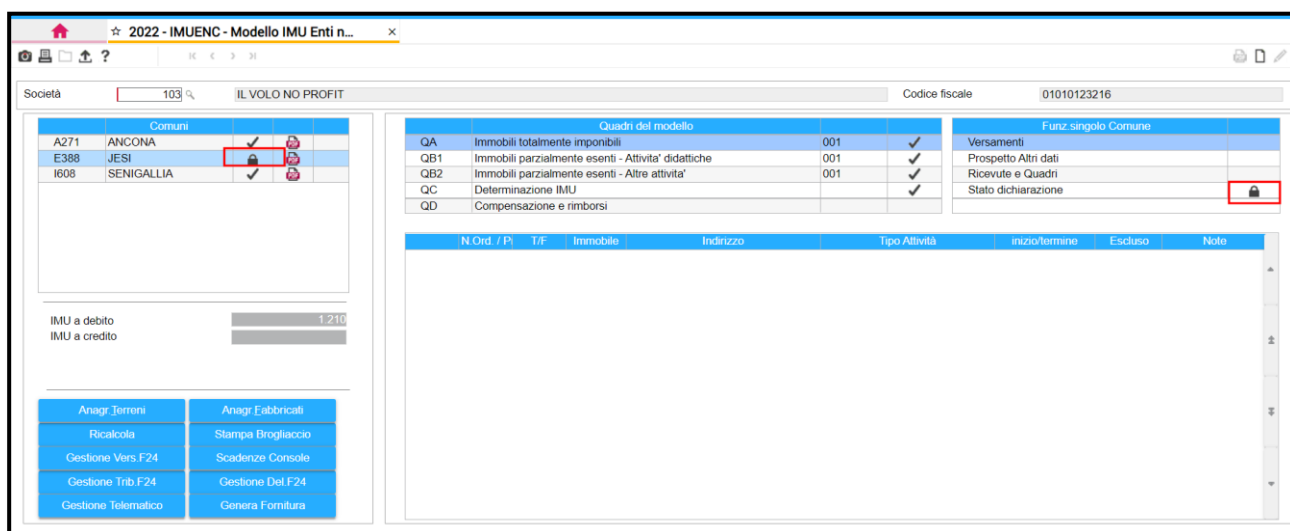 ☆ 2022 - IMUENC - Modello IMU Enti n... ×
?
Società 103 IL VOLO NO PROFIT Codice fiscale 01010123216
Comuni
A271 ANCONA
E388 JESI
I608 SENIGALLIA
IMU a debito 1.210
IMU a credito
Anagr.Terreni Anagr.Fabbricati
Ricalcola Stampa Brogliaccio
Gestione Vers.F24 Scadenze Console
Gestione Trib.F24 Gestione Del.F24
Gestione Telematico Genera Fornitura
Quadri del modello
QA Immobili totalmente imponibili 001
QB1 Immobili parzialmente esenti - Attivita' didattiche 001
QB2 Immobili parzialmente esenti - Altre attivita' 001
QC Determinazione IMU
QD Compensazione e rimborsi
Funz.singolo Comune
Versamenti
Prospetto Altri dati
Ricevute e Quadri
Stato dichiarazione
N.Ord. / P T/F Immobile Indirizzo Tipo Attività inizio/termine Escluso Note